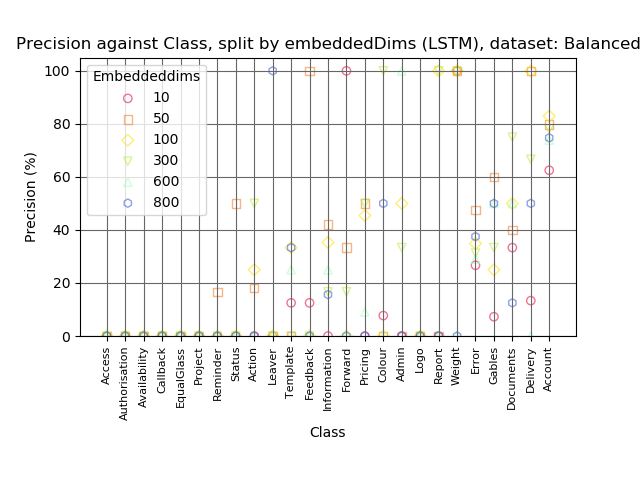 Precision against Class, split by embeddedDims (LSTM), dataset: Balanced
Embeddeddims
10
50
100
300
600
800
Precision (%)
100
80
60
40
20
0
Access
Authorisation
Availability
Callback
EqualGlass
Project
Reminder
Status
Action
Leaver
Template
Feedback
Information
Forward
Pricing
Colour
Admin
Logo
Report
Weight
Error
Gables
Documents
Delivery
Account
Class